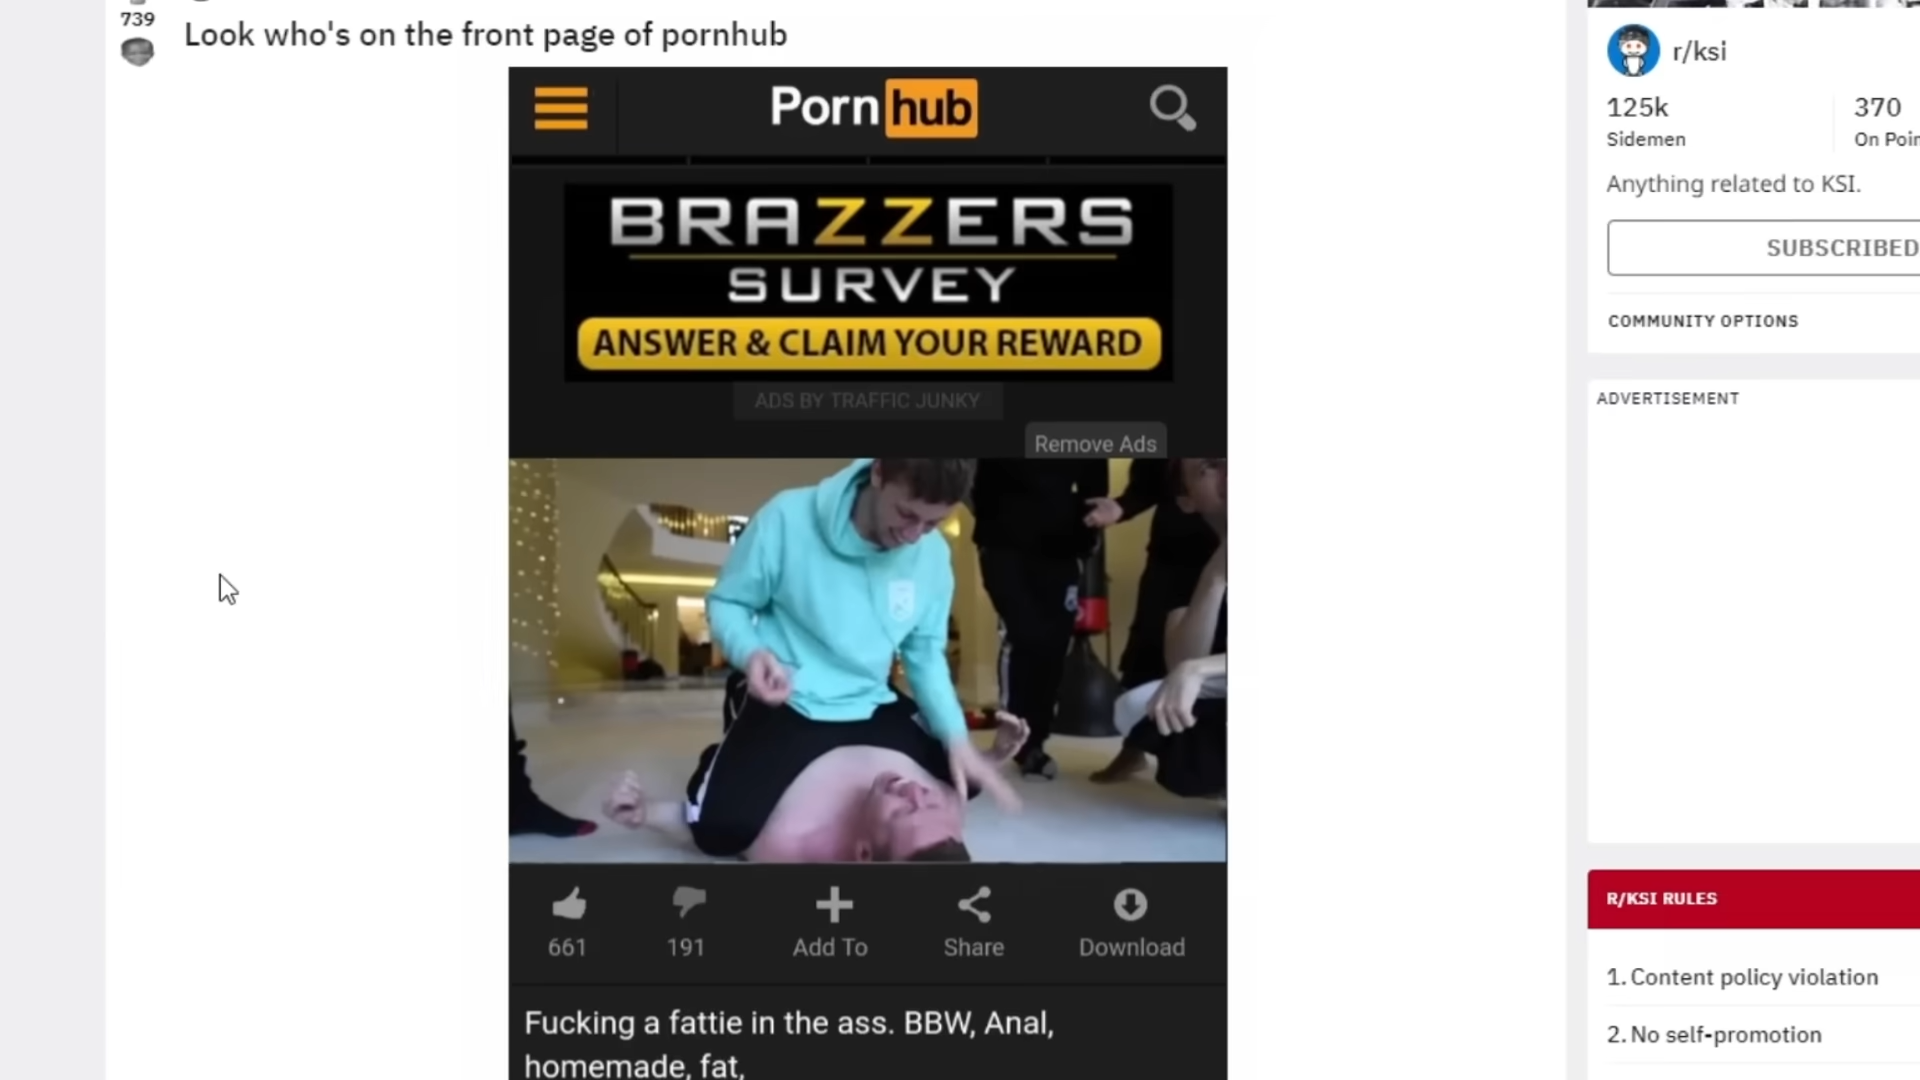 739
Look who's on the front page of pornhub
Porn hub
BRAZZERS
SURVEY
ANSWER & CLAIM YOUR REWARD
ADS BY TRAFFIC JUNKY
Remove Ads
661
191
Add To
Share
Download
Fucking a fattie in the ass. BBW, Anal,
homemade, fat,
r/ksi
125k
370
Sidemen
On Poin
Anything related to KSI.
SUBSCRIBED
COMMUNITY OPTIONS
ADVERTISEMENT
R/KSI RULES
1. Content policy violation
2. No self-promotion